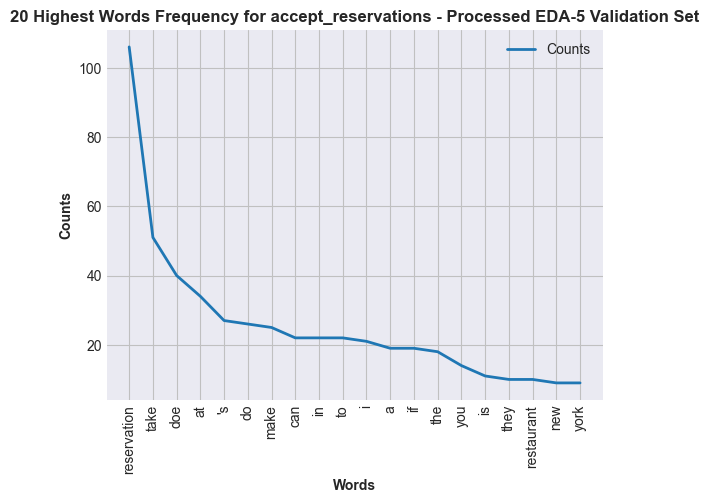 20 Highest Words Frequency for accept_reservations - Processed EDA-5 Validation Set
Counts
100
80
60
40
20
Counts
reservation
take
doe
at
's
do
make
can
in
to
i
a
if
the
you
is
they
restaurant
new
york
Words